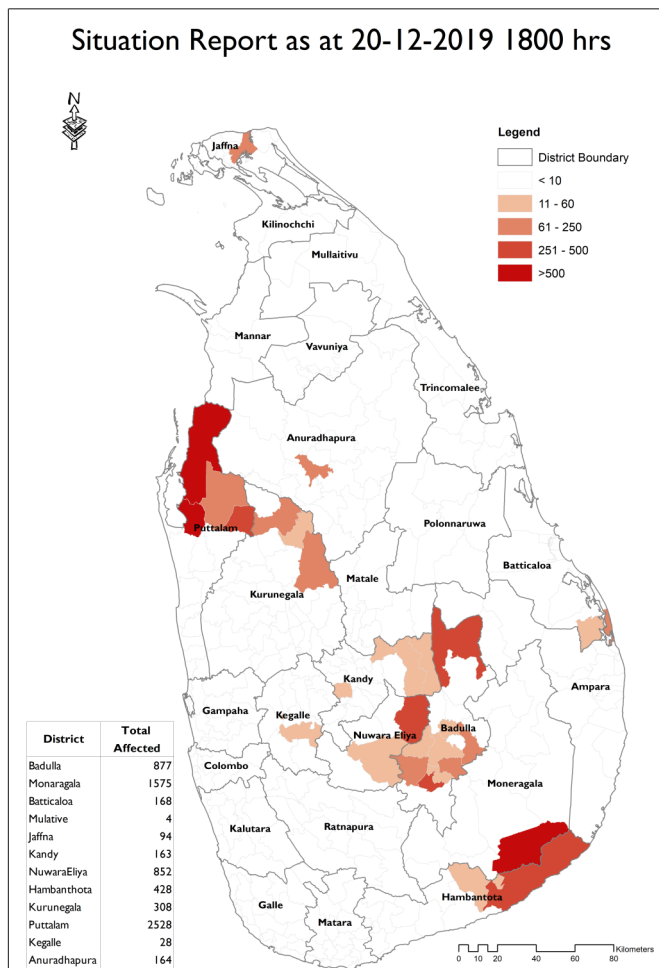 Situation Report as at 20-12-2019 1800 hrs
N
Legend
District Boundary
< 10
11 - 60
61 - 250
251 - 500
>500
Jaffna
Kilinochchi
Mullaitivu
Mannar
Vavuniya
Trincomalee
Anuradhapura
Polonnaruwa
Puttalam
Batticaloa
Matale
Kurunegala
Kandy
Ampara
Gampaha
Kegalle
Nuwara Eliya
Badulla
Colombo
Moneragala
Kalutara
Ratnapura
Hambantota
Galle
Matara
District Total Affected
Badulla 877
Monaragala 1575
Batticaloa 168
Mulative 4
Jaffna 94
Kandy 163
NuwaraEliya 852
Hambanthota 428
Kurunegala 308
Puttalam 2528
Kegalle 28
Anuradhapura 164
Kilometers
0 10 20 40 60 80